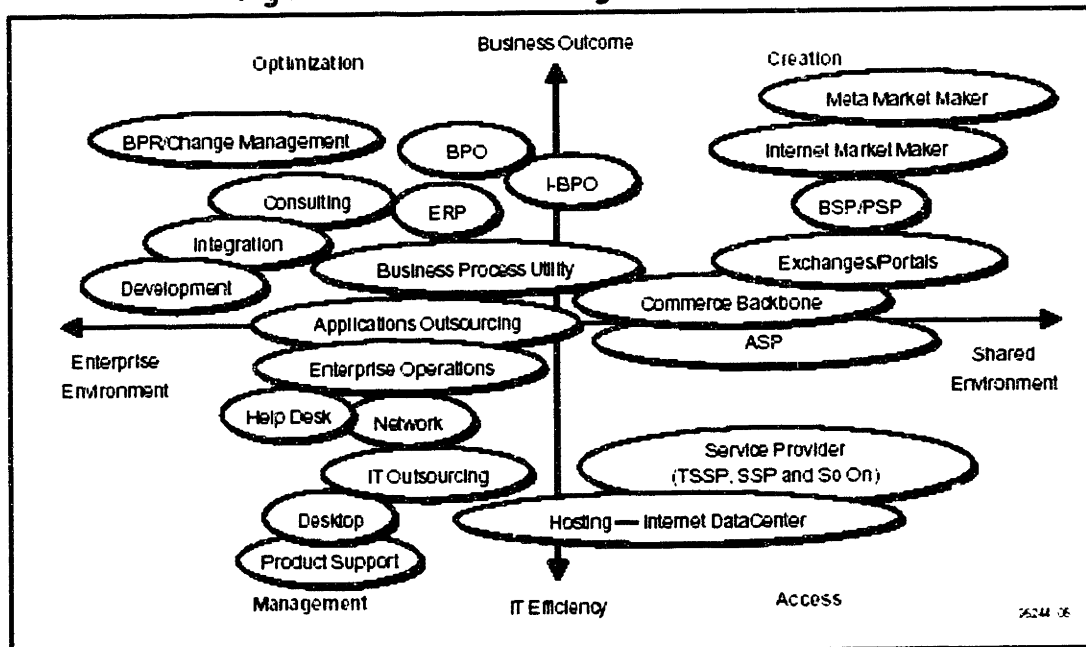 Business Outcome
Optimization
Creation
Meta Market Maker
BPR/Change Management
BPO
Internet Market Maker
I-BPO
Consulting
ERP
BSP/PSP
Integration
Business Process Utility
Exchanges/Portals
Development
Commerce Backbone
Applications Outsourcing
ASP
Enterprise
Environment
Shared
Environment
Enterprise Operations
Help Desk
Network
Service Provider
(TSSP, SSP and So On)
IT Outsourcing
Desktop
Hosting — Internet DataCenter
Product Support
Management
IT Efficiency
Access